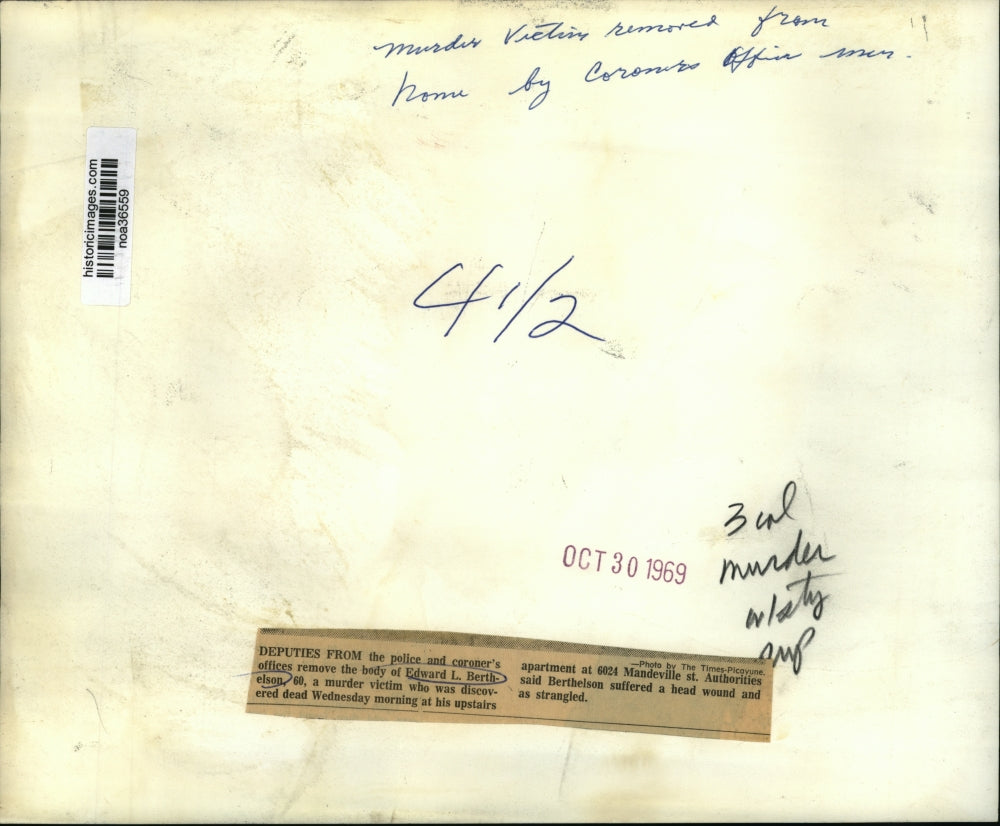 Murder Victim removed from
home by Coroners Office men.
historicimages.com
noa36559
4 1/2
OCT 30 1969
3 col
murder
w/sty
DEPUTIES FROM the police and coroner's
offices remove the body of Edward L. Berth-
elson, 60, a murder victim who was discov-
ered dead Wednesday morning at his upstairs
—Photo by The Times-Picayune.
apartment at 6024 Mandeville st. Authorities
said Berthelson suffered a head wound and
as strangled.